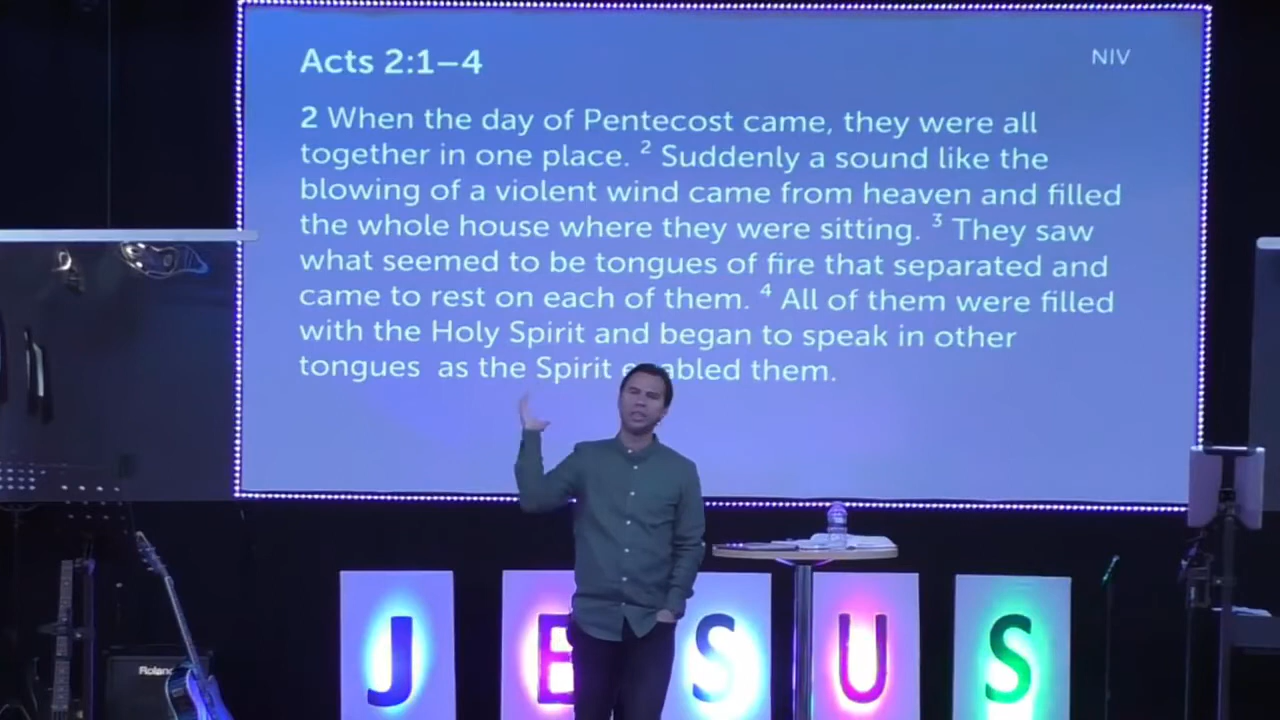 Acts 2:1–4
NIV
2 When the day of Pentecost came, they were all
together in one place. ² Suddenly a sound like the
blowing of a violent wind came from heaven and filled
the whole house where they were sitting. ³ They saw
what seemed to be tongues of fire that separated and
came to rest on each of them. ⁴ All of them were filled
with the Holy Spirit and began to speak in other
tongues as the Spirit enabled them.
Roland
JESUS